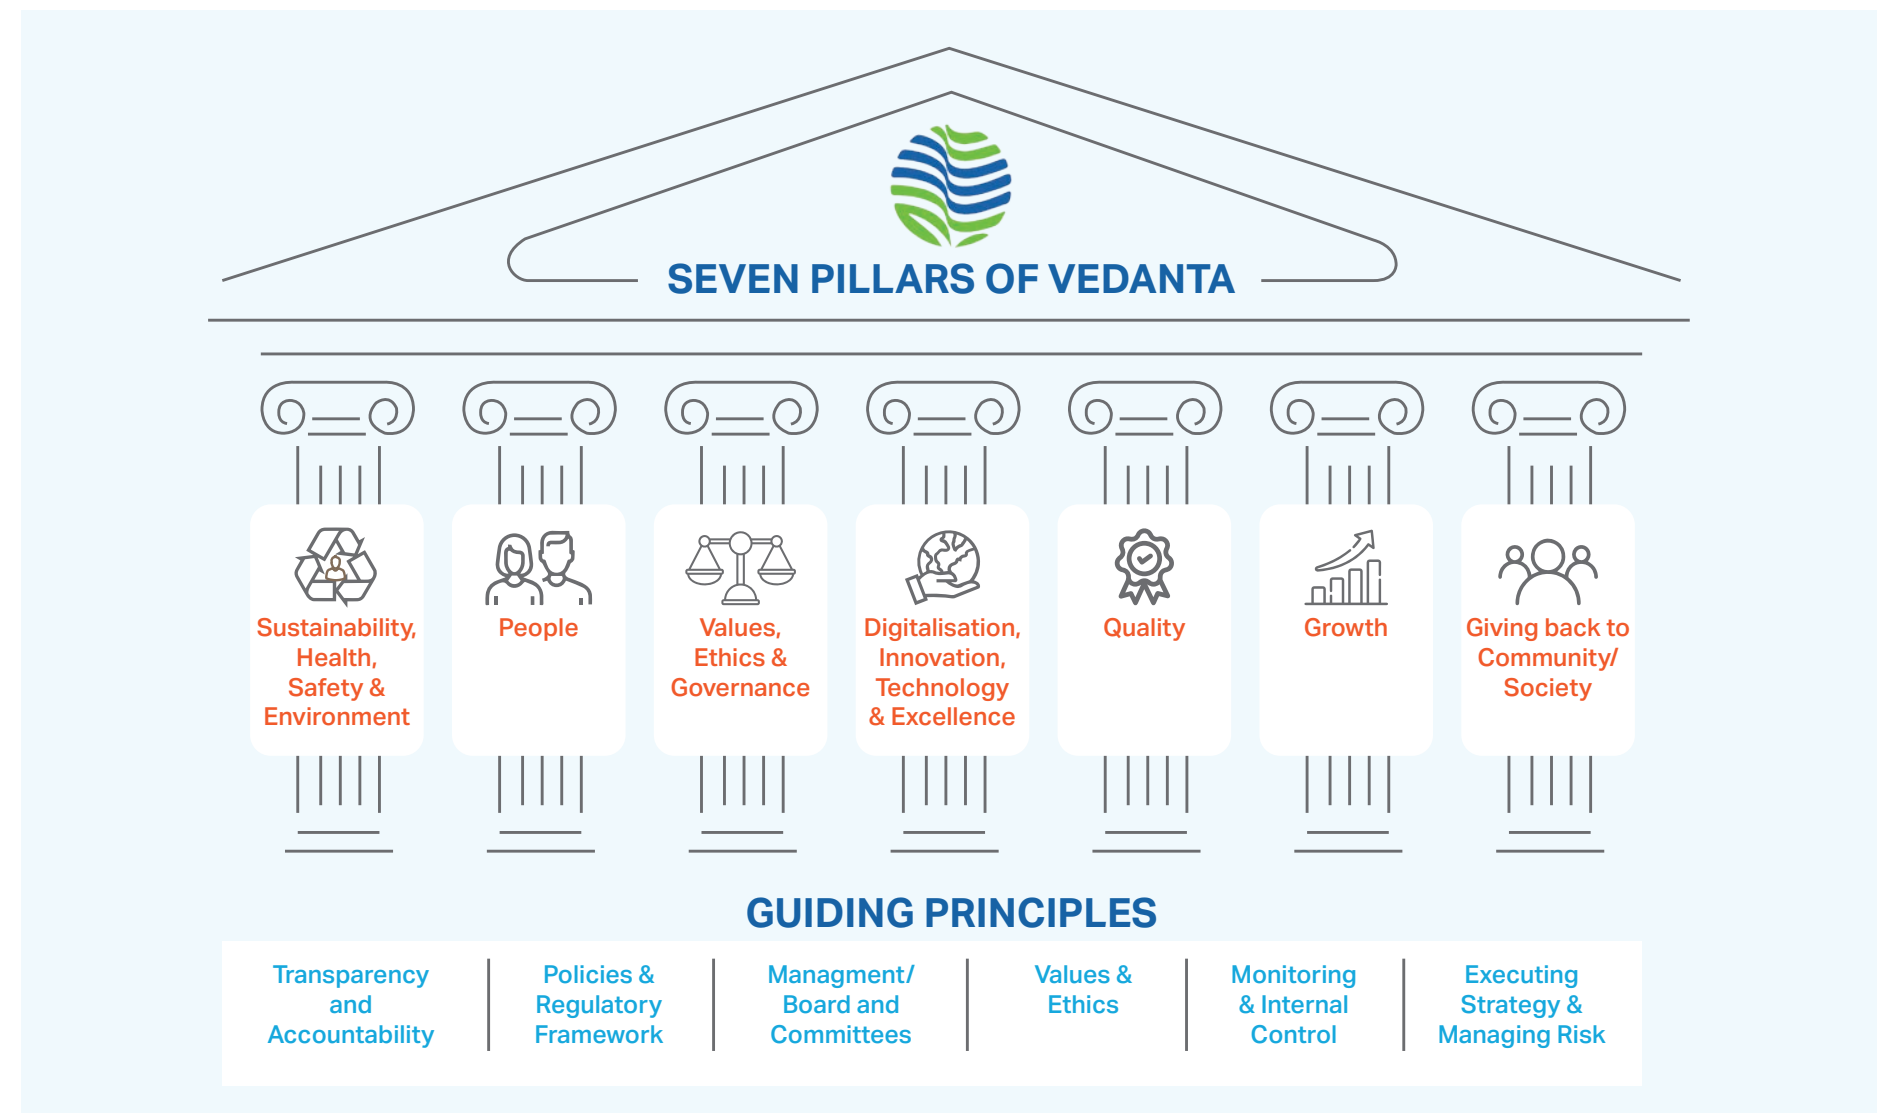 SEVEN PILLARS OF VEDANTA
Sustainability,
Health,
Safety &
Environment
People
Values,
Ethics &
Governance
Digitalisation,
Innovation,
Technology
& Excellence
Quality
Growth
Giving back to
Community/
Society
GUIDING PRINCIPLES
Transparency
and
Accountability
Policies &
Regulatory
Framework
Managment/
Board and
Committees
Values &
Ethics
Monitoring
& Internal
Control
Executing
Strategy &
Managing Risk